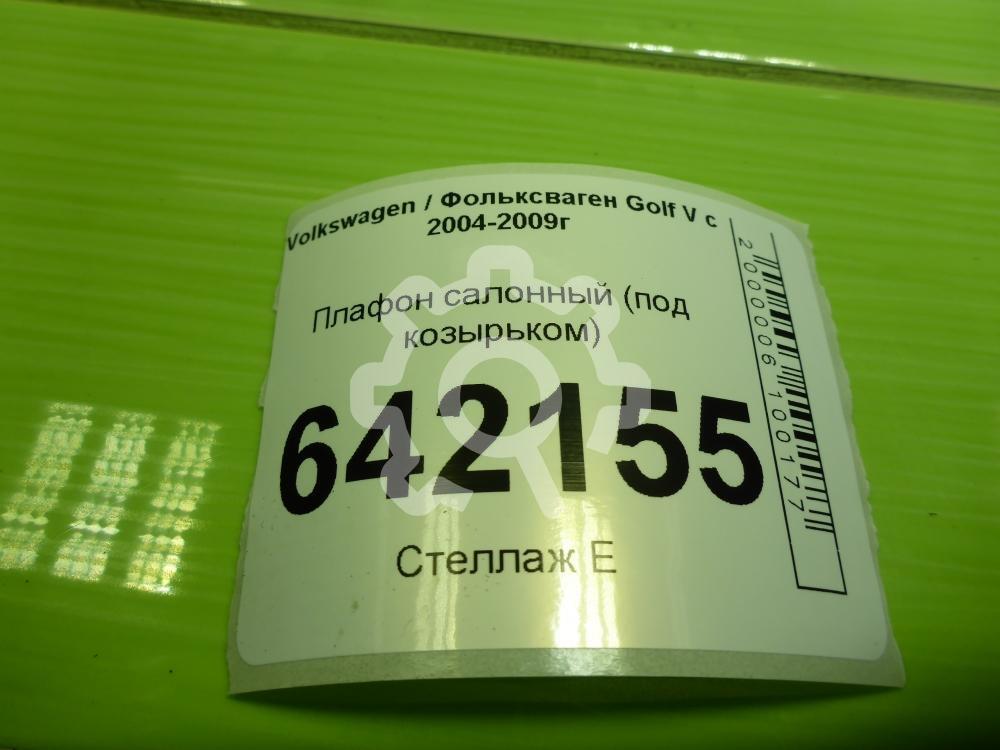 Volkswagen / Фольксваген Golf V с
2004-2009г
Плафон салонный (под
козырьком)
642155
Стеллаж Е
2000006100177